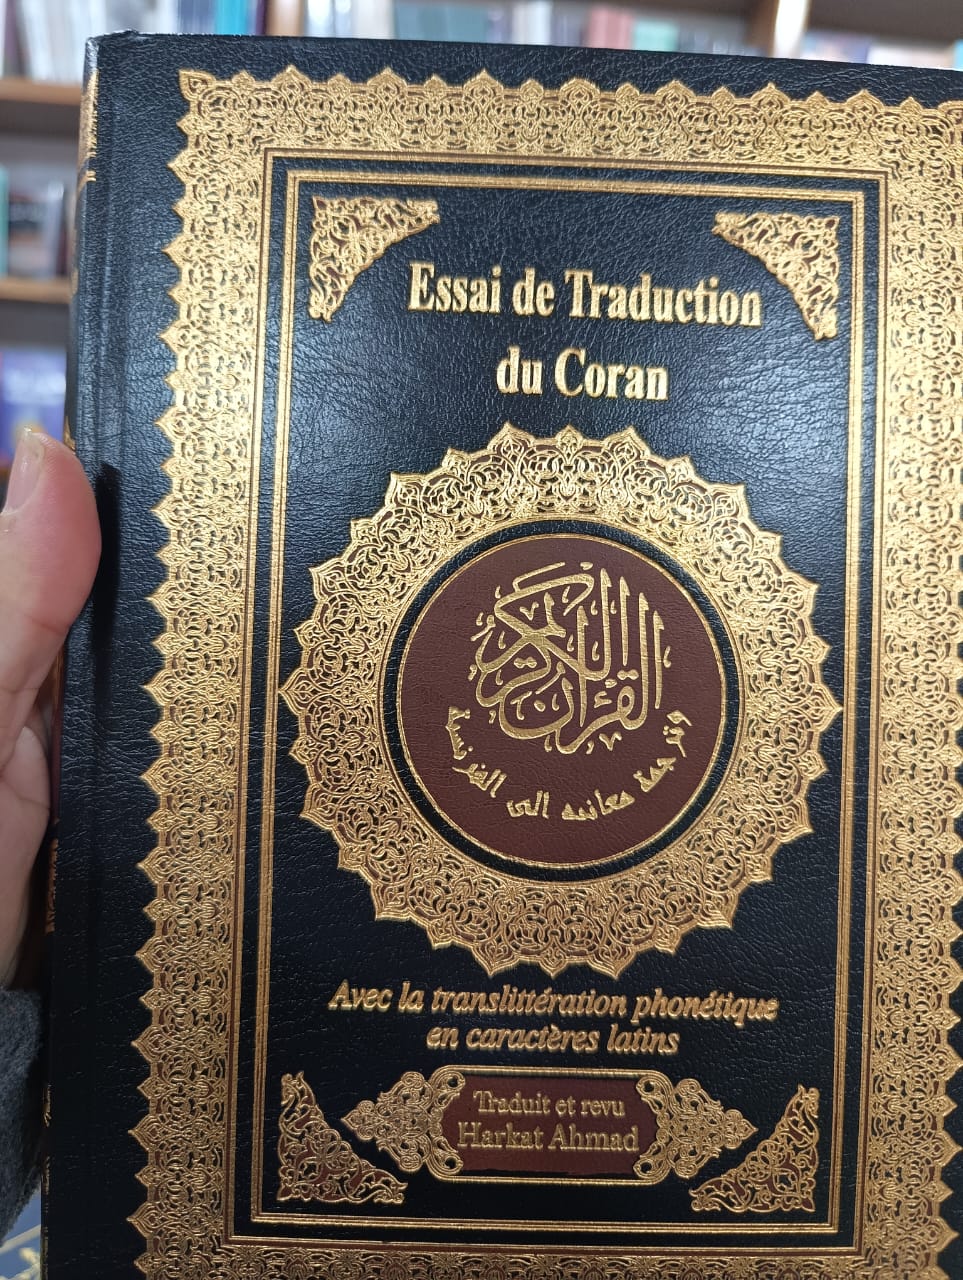 Essai de Traduction
du Coran
القرآن الكريم
وترجمة معانيه إلى الفرنسية
Avec la translittération phonétique
en caractères latins
Traduit et revu
Harkat Ahmad